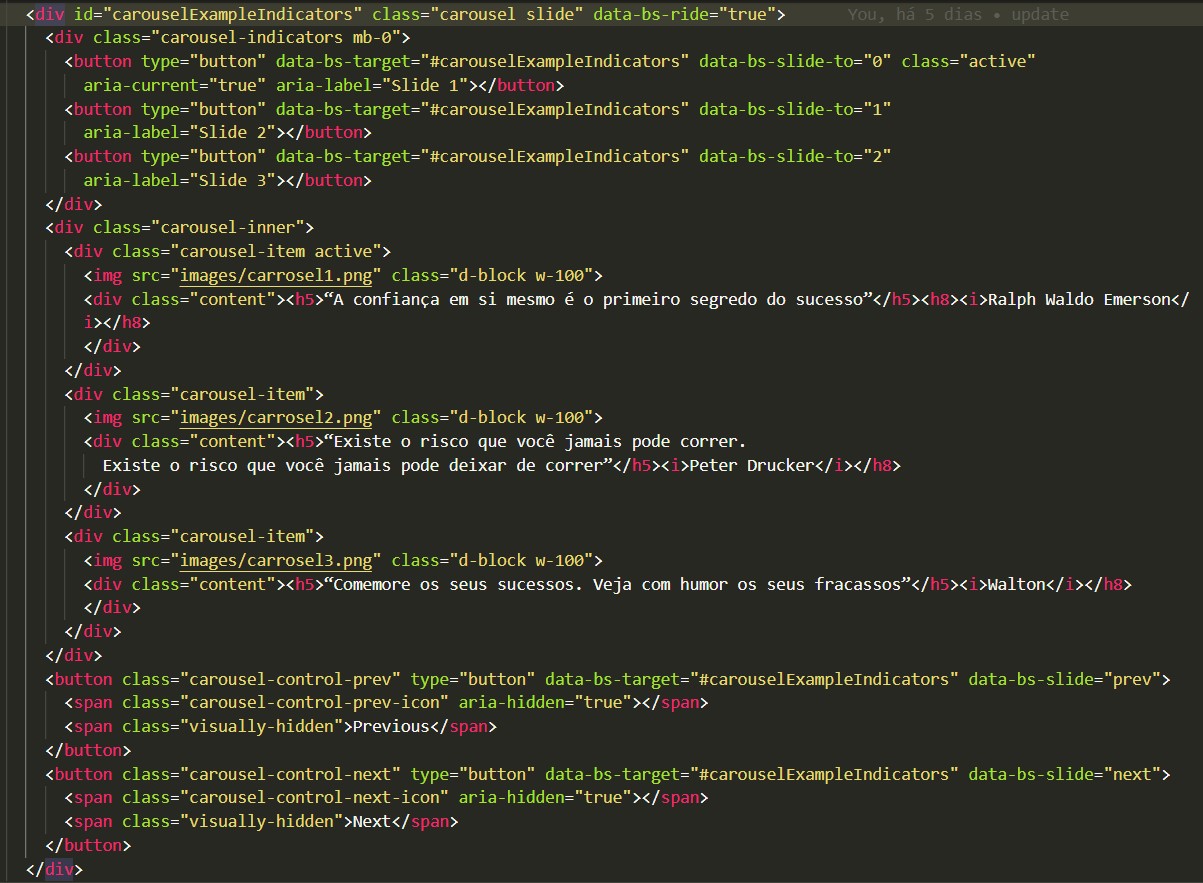 <div id="carouselExampleIndicators" class="carousel slide" data-bs-ride="true"> You, há 5 dias • update
<div class="carousel-indicators mb-0">
<button type="button" data-bs-target="#carouselExampleIndicators" data-bs-slide-to="0" class="active"
aria-current="true" aria-label="Slide 1"></button>
<button type="button" data-bs-target="#carouselExampleIndicators" data-bs-slide-to="1"
aria-label="Slide 2"></button>
<button type="button" data-bs-target="#carouselExampleIndicators" data-bs-slide-to="2"
aria-label="Slide 3"></button>
</div>
<div class="carousel-inner">
<div class="carousel-item active">
<img src="images/carrosel1.png" class="d-block w-100">
<div class="content"><h5>“A confiança em si mesmo é o primeiro segredo do sucesso”</h5><h8><i>Ralph Waldo Emerson</
i></h8>
</div>
</div>
<div class="carousel-item">
<img src="images/carrosel2.png" class="d-block w-100">
<div class="content"><h5>“Existe o risco que você jamais pode correr.
Existe o risco que você jamais pode deixar de correr”</h5><i>Peter Drucker</i></h8>
</div>
</div>
<div class="carousel-item">
<img src="images/carrosel3.png" class="d-block w-100">
<div class="content"><h5>“Comemore os seus sucessos. Veja com humor os seus fracassos”</h5><i>Walton</i></h8>
</div>
</div>
</div>
<button class="carousel-control-prev" type="button" data-bs-target="#carouselExampleIndicators" data-bs-slide="prev">
<span class="carousel-control-prev-icon" aria-hidden="true"></span>
<span class="visually-hidden">Previous</span>
</button>
<button class="carousel-control-next" type="button" data-bs-target="#carouselExampleIndicators" data-bs-slide="next">
<span class="carousel-control-next-icon" aria-hidden="true"></span>
<span class="visually-hidden">Next</span>
</button>
</div>